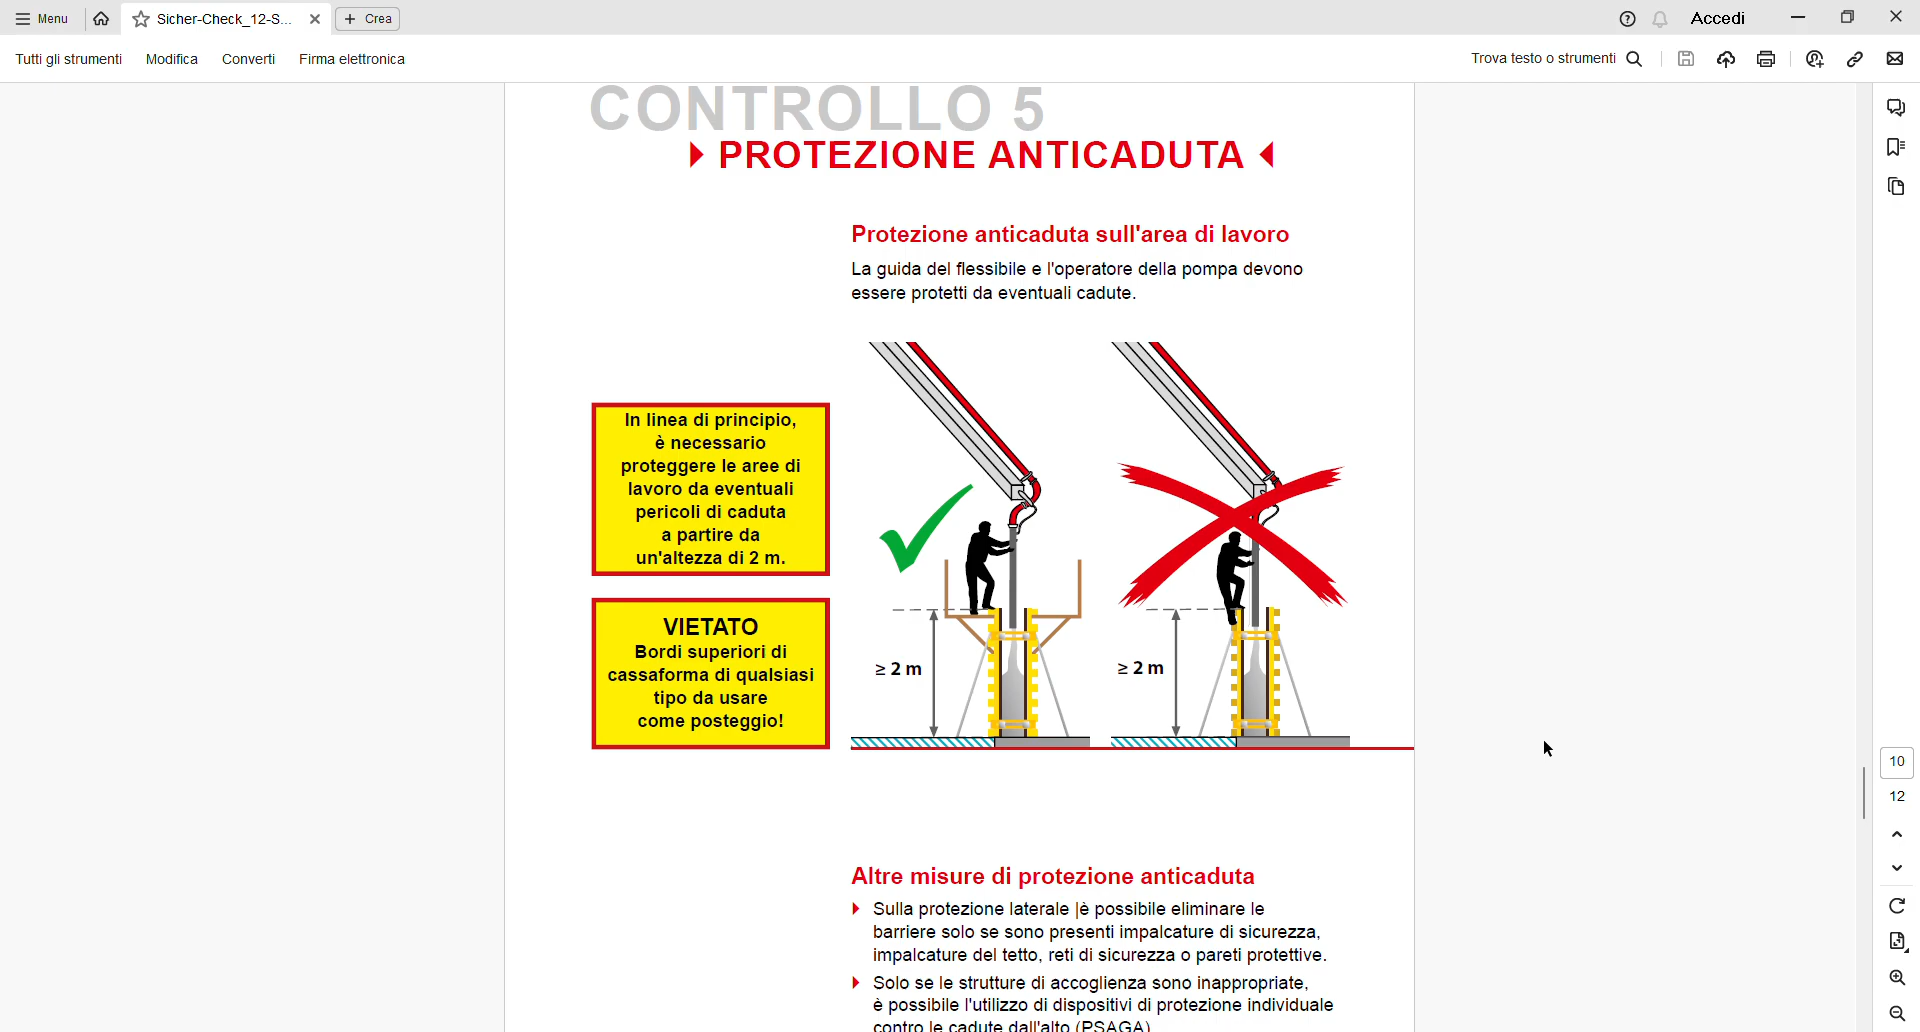 Menu
Sicher-Check_12-S...
Crea
Accedi
Tutti gli strumenti
Modifica
Converti
Firma elettronica
Trova testo o strumenti
CONTROLLO 5
PROTEZIONE ANTICADUTA
Protezione anticaduta sull'area di lavoro
La guida del flessibile e l'operatore della pompa devono
essere protetti da eventuali cadute.
In linea di principio,
è necessario
proteggere le aree di
lavoro da eventuali
pericoli di caduta
a partire da
un'altezza di 2 m.
VIETATO
Bordi superiori di
cassaforma di qualsiasi
tipo da usare
come posteggio!
≥ 2 m
≥ 2 m
Altre misure di protezione anticaduta
Sulla protezione laterale |è possibile eliminare le
barriere solo se sono presenti impalcature di sicurezza,
impalcature del tetto, reti di sicurezza o pareti protettive.
Solo se le strutture di accoglienza sono inappropriate,
è possibile l'utilizzo di dispositivi di protezione individuale
contro le cadute dall'alto (PSAGA)
10
12